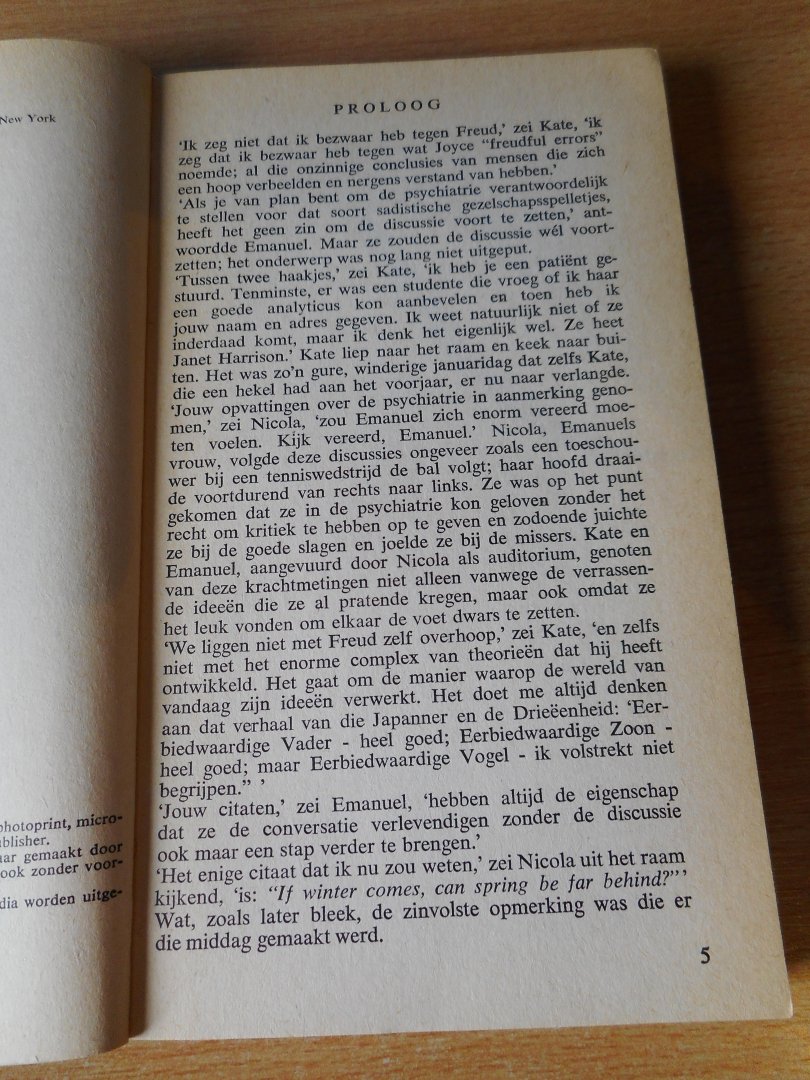 New York
photoprint, micro-
blisher.
ar gemaakt door
ook zonder voor-
dia worden uitge-
PROLOOG
‘Ik zeg niet dat ik bezwaar heb tegen Freud,’ zei Kate, ‘ik
zeg dat ik bezwaar heb tegen wat Joyce “freudful errors”
noemde; al die onzinnige conclusies van mensen die zich
een hoop verbeelden en nergens verstand van hebben.’
‘Als je van plan bent om de psychiatrie verantwoordelijk
te stellen voor dat soort sadistische gezelschapsspelletjes,
heeft het geen zin om de discussie voort te zetten,’ ant-
woordde Emanuel. Maar ze zouden de discussie wél voort-
zetten; het onderwerp was nog lang niet uitgeput.
‘Tussen twee haakjes,’ zei Kate, ‘ik heb je een patiënt ge-
stuurd. Tenminste, er was een studente die vroeg of ik haar
een goede analyticus kon aanbevelen en toen heb ik
jouw naam en adres gegeven. Ik weet natuurlijk niet of ze
inderdaad komt, maar ik denk het eigenlijk wel. Ze heet
Janet Harrison.’ Kate liep naar het raam en keek naar bui-
ten. Het was zo’n gure, winderige januaridag dat zelfs Kate,
die een hekel had aan het voorjaar, er nu naar verlangde.
‘Jouw opvattingen over de psychiatrie in aanmerking geno-
men,’ zei Nicola, ‘zou Emanuel zich enorm vereerd moe-
ten voelen. Kijk vereerd, Emanuel.’ Nicola, Emanuels
vrouw, volgde deze discussies ongeveer zoals een toeschou-
wer bij een tenniswedstrijd de bal volgt; haar hoofd draai-
de voortdurend van rechts naar links. Ze was op het punt
gekomen dat ze in de psychiatrie kon geloven zonder het
recht om kritiek te hebben op te geven en zodoende juichte
ze bij de goede slagen en joelde ze bij de missers. Kate en
Emanuel, aangevuurd door Nicola als auditorium, genoten
van deze krachtmetingen niet alleen vanwege de verrassen-
de ideeën die ze al pratende kregen, maar ook omdat ze
het leuk vonden om elkaar de voet dwars te zetten.
‘We liggen niet met Freud zelf overhoop,’ zei Kate, ‘en zelfs
niet met het enorme complex van theorieën dat hij heeft
ontwikkeld. Het gaat om de manier waarop de wereld van
vandaag zijn ideeën verwerkt. Het doet me altijd denken
aan dat verhaal van die Japanner en de Drieëenheid: ‘Eer-
biedwaardige Vader - heel goed; Eerbiedwaardige Zoon -
heel goed; maar Eerbiedwaardige Vogel - ik volstrekt niet
begrijpen.” ’
‘Jouw citaten,’ zei Emanuel, ‘hebben altijd de eigenschap
dat ze de conversatie verlevendigen zonder de discussie
ook maar een stap verder te brengen.’
‘Het enige citaat dat ik nu zou weten,’ zei Nicola uit het raam
kijkend, ‘is: “If winter comes, can spring be far behind?”’
Wat, zoals later bleek, de zinvolste opmerking was die er
die middag gemaakt werd.
5